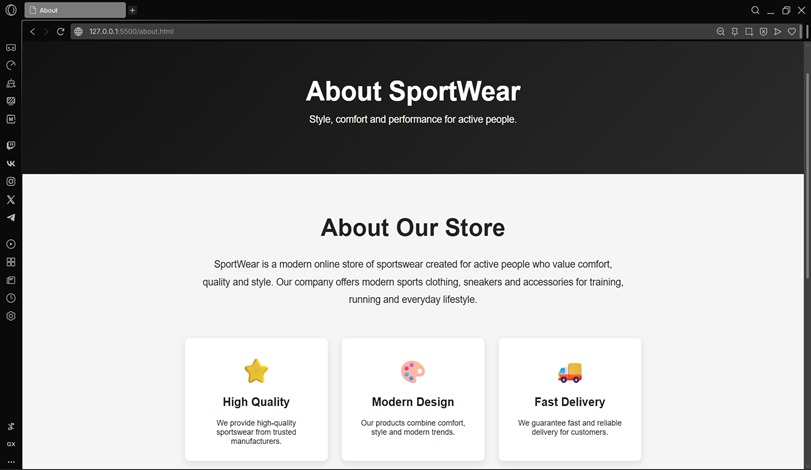 About
127.0.0.1:5500/about.html
About SportWear
Style, comfort and performance for active people.
About Our Store
SportWear is a modern online store of sportswear created for active people who value comfort,
quality and style. Our company offers modern sports clothing, sneakers and accessories for training,
running and everyday lifestyle.
High Quality
We provide high-quality
sportswear from trusted
manufacturers.
Modern Design
Our products combine comfort,
style and modern trends.
Fast Delivery
We guarantee fast and reliable
delivery for customers.
GX